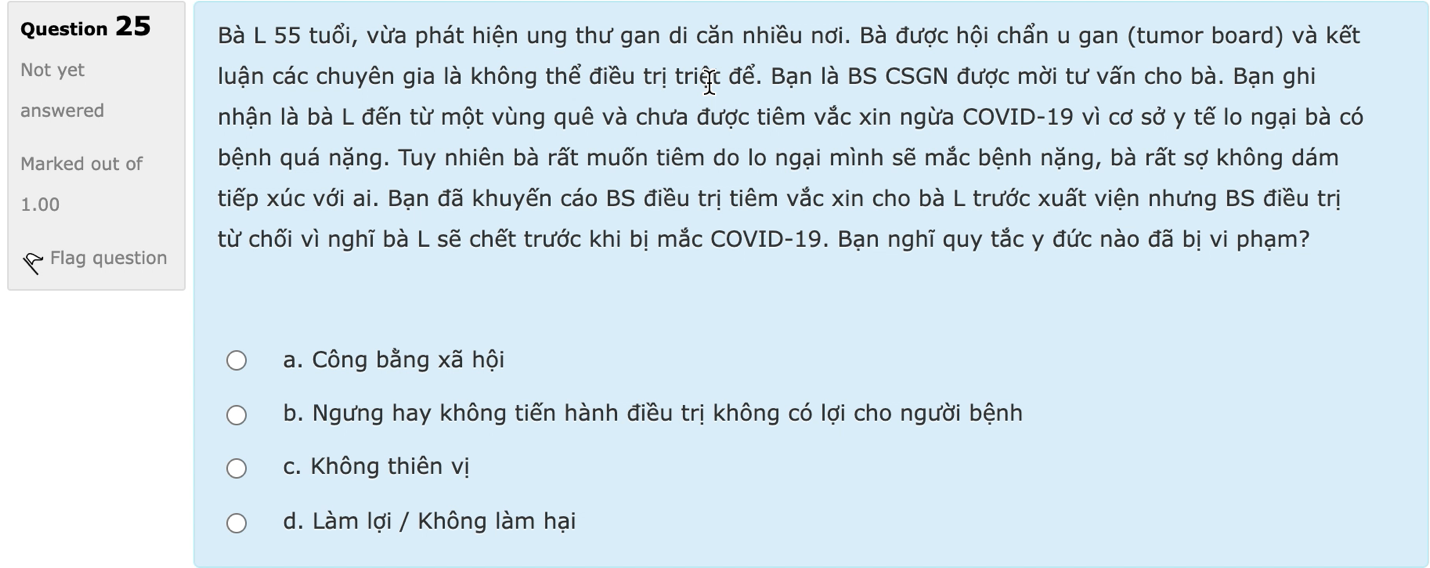 Question 25
Not yet
answered
Marked out of
1.00
Flag question
Bà L 55 tuổi, vừa phát hiện ung thư gan di căn nhiều nơi. Bà được hội chẩn u gan (tumor board) và kết
luận các chuyên gia là không thể điều trị triệt để. Bạn là BS CSGN được mời tư vấn cho bà. Bạn ghi
nhận là bà L đến từ một vùng quê và chưa được tiêm vắc xin ngừa COVID-19 vì cơ sở y tế lo ngại bà có
bệnh quá nặng. Tuy nhiên bà rất muốn tiêm do lo ngại mình sẽ mắc bệnh nặng, bà rất sợ không dám
tiếp xúc với ai. Bạn đã khuyến cáo BS điều trị tiêm vắc xin cho bà L trước xuất viện nhưng BS điều trị
từ chối vì nghĩ bà L sẽ chết trước khi bị mắc COVID-19. Bạn nghĩ quy tắc y đức nào đã bị vi phạm?
a. Công bằng xã hội
b. Ngưng hay không tiến hành điều trị không có lợi cho người bệnh
c. Không thiên vị
d. Làm lợi / Không làm hại